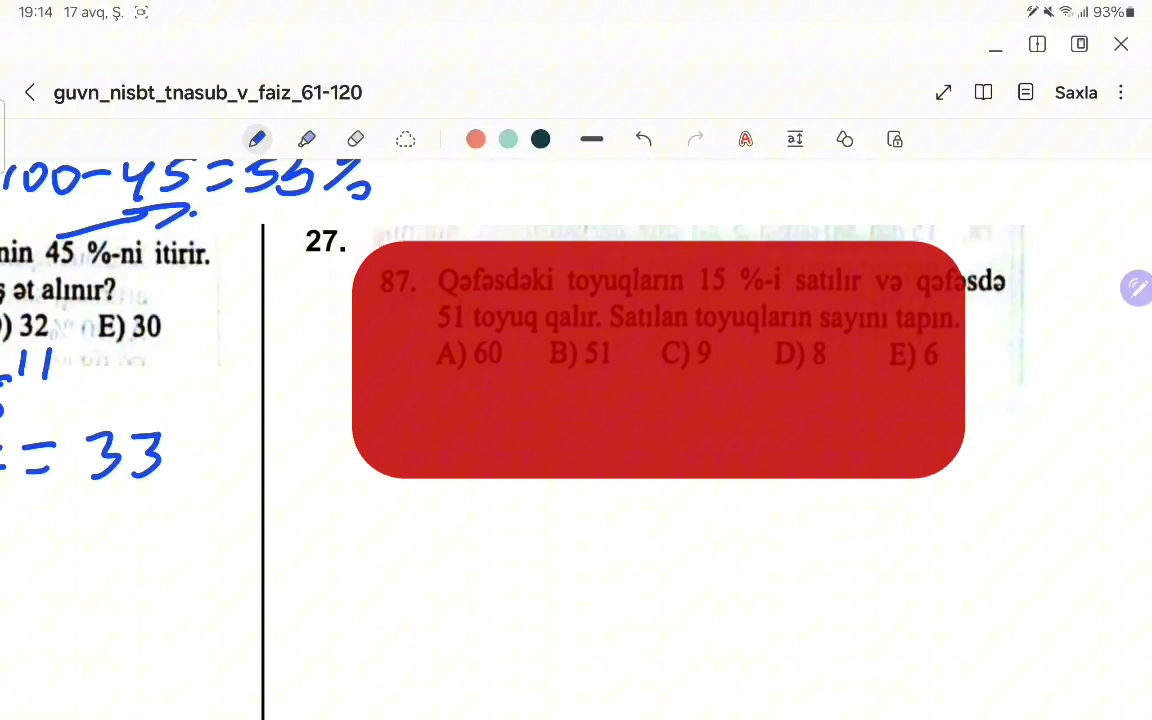 19:14 17 avq, Ş. 93%
guvn_nisbt_tnasub_v_faiz_61-120 Saxla
100-45=55%
nin 45 %-ni itirir.
ş ət alınır?
) 32 E) 30
11
= 33
27.
87. Qəfəsdəki toyuqların 15 %-i satılır və qəfəsdə
51 toyuq qalır. Satılan toyuqların sayını tapın.
A) 60 B) 51 C) 9 D) 8 E) 6